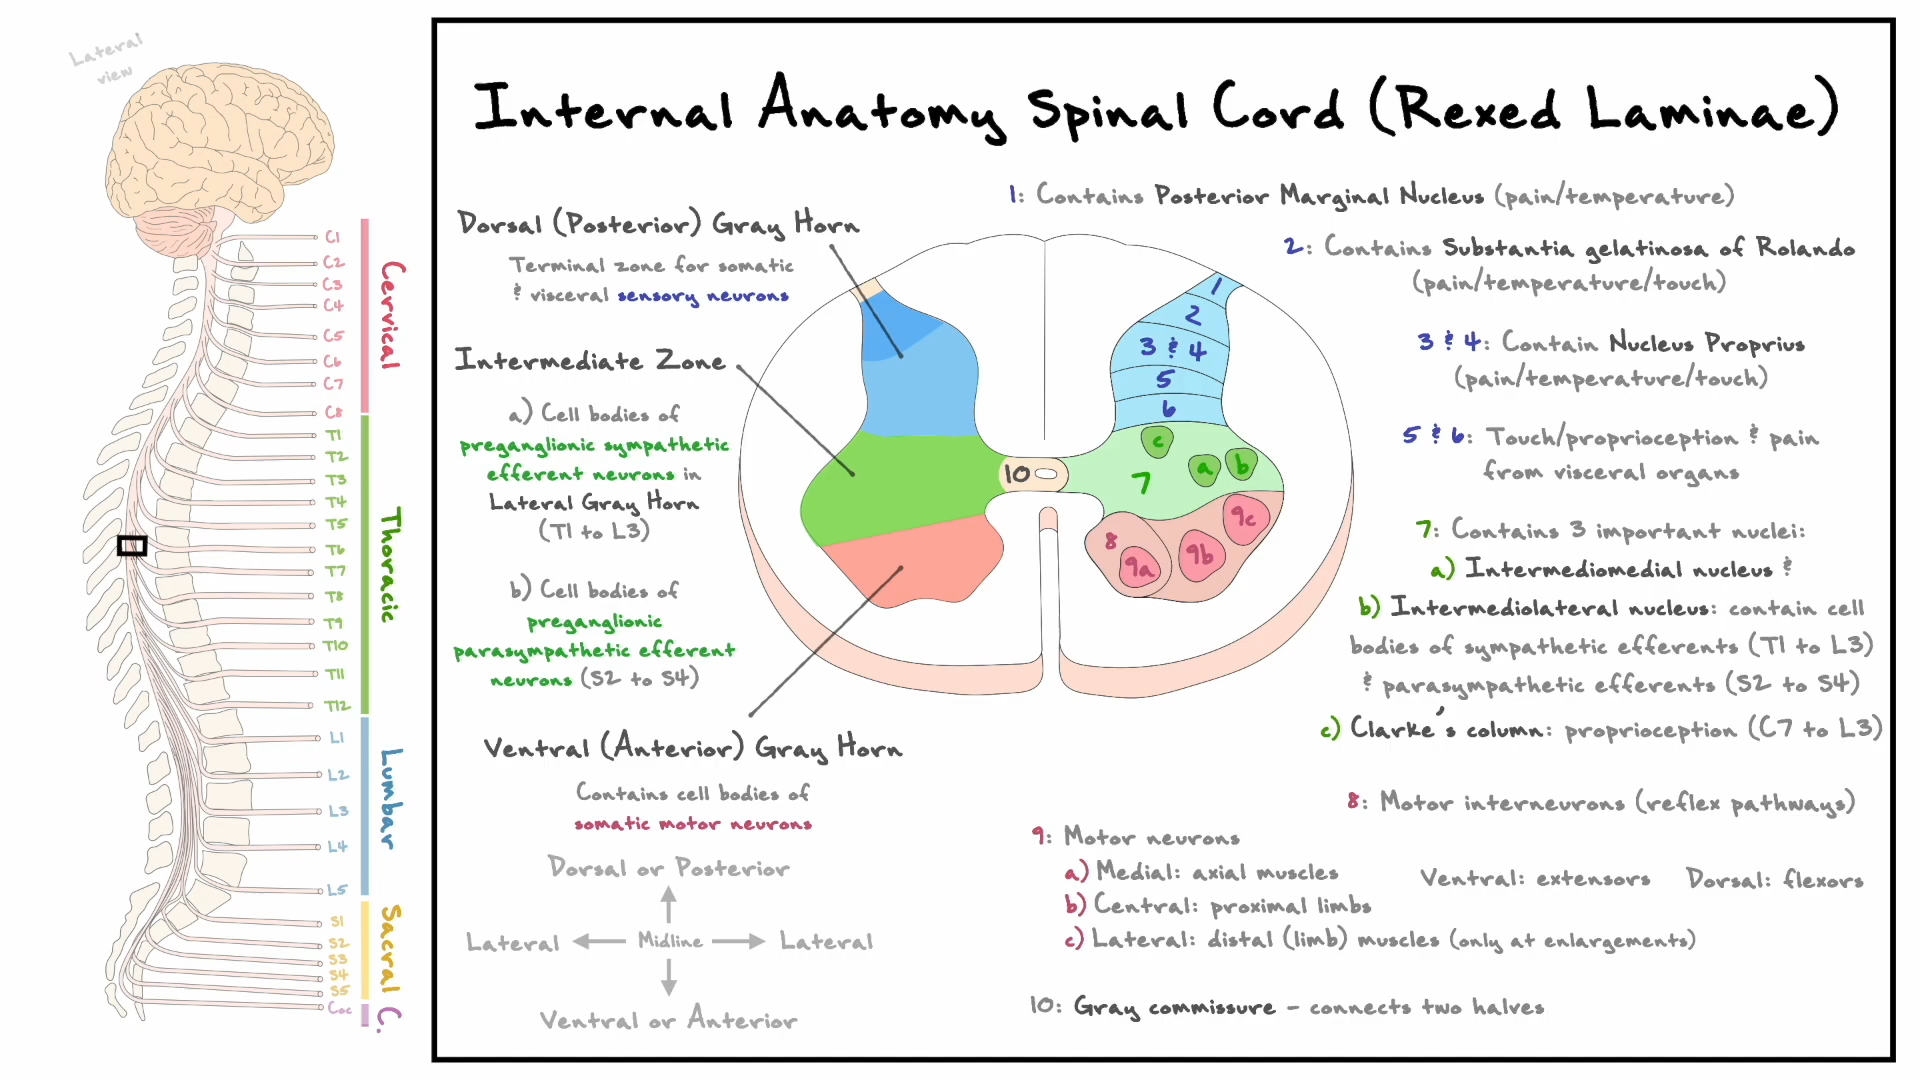 Lateral
view
C1
C2
C3
C4
C5
C6
C7
C8
T1
T2
T3
T4
T5
T6
T7
T8
T9
T10
T11
T12
L1
L2
L3
L4
L5
S1
S2
S3
S4
S5
Coc
Cervical
Thoracic
Lumbar
Sacral
C.
Internal Anatomy Spinal Cord (Rexed Laminae)
Dorsal (Posterior) Gray Horn
Terminal zone for somatic
& visceral sensory neurons
Intermediate Zone
a) Cell bodies of
preganglionic sympathetic
efferent neurons in
Lateral Gray Horn
(T1 to L3)
b) Cell bodies of
preganglionic
parasympathetic efferent
neurons (S2 to S4)
Ventral (Anterior) Gray Horn
Contains cell bodies of
somatic motor neurons
Dorsal or Posterior
Lateral
Midline
Lateral
Ventral or Anterior
1
2
3 & 4
5
6
c
a
b
7
10
8
9a
9b
9c
1: Contains Posterior Marginal Nucleus (pain/temperature)
2: Contains Substantia gelatinosa of Rolando
(pain/temperature/touch)
3 & 4: Contain Nucleus Proprius
(pain/temperature/touch)
5 & 6: Touch/proprioception & pain
from visceral organs
7: Contains 3 important nuclei:
a) Intermediomedial nucleus &
b) Intermediolateral nucleus: contain cell
bodies of sympathetic efferents (T1 to L3)
& parasympathetic efferents (S2 to S4)
c) Clarke's column: proprioception (C7 to L3)
8: Motor interneurons (reflex pathways)
9: Motor neurons
a) Medial: axial muscles
b) Central: proximal limbs
c) Lateral: distal (limb) muscles (only at enlargements)
Ventral: extensors
Dorsal: flexors
10: Gray commissure - connects two halves